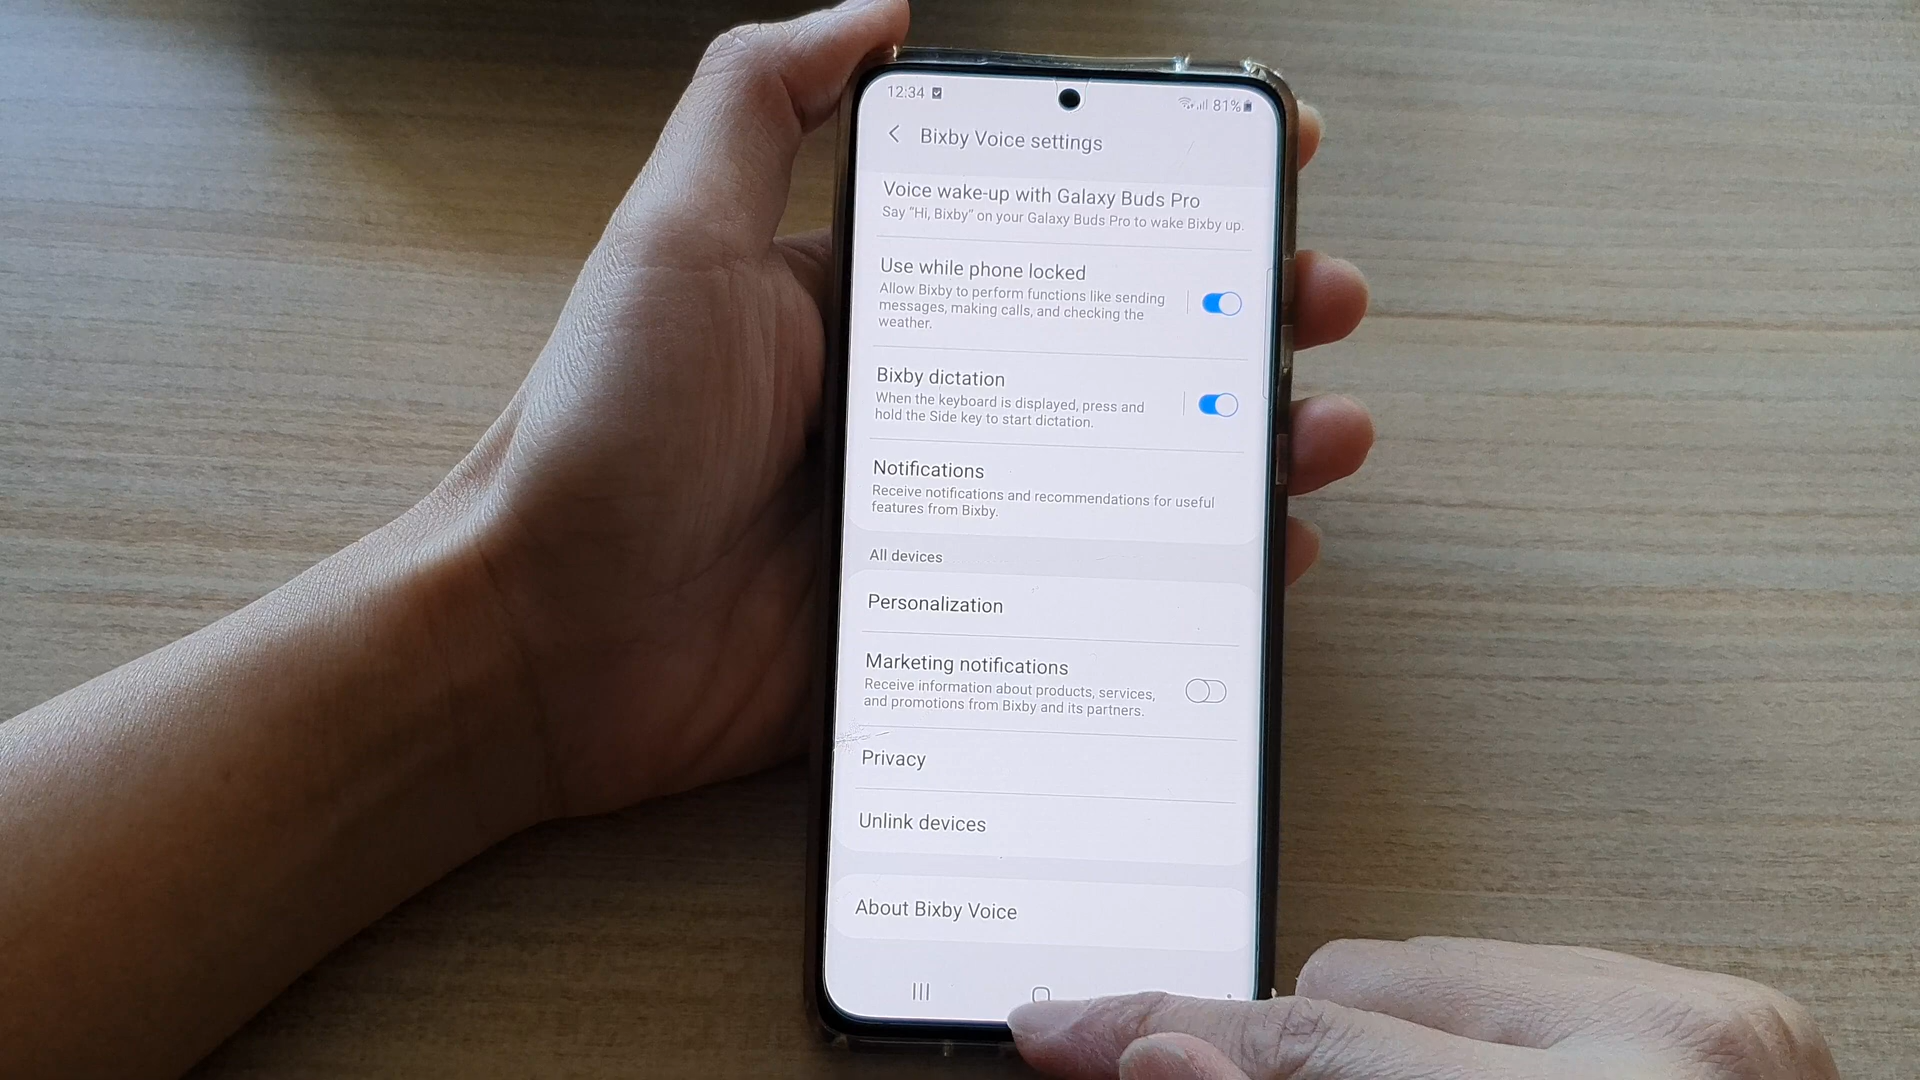 12:34
81%
Bixby Voice settings
Voice wake-up with Galaxy Buds Pro
Say "Hi, Bixby" on your Galaxy Buds Pro to wake Bixby up.
Use while phone locked
Allow Bixby to perform functions like sending
messages, making calls, and checking the
weather.
Bixby dictation
When the keyboard is displayed, press and
hold the Side key to start dictation.
Notifications
Receive notifications and recommendations for useful
features from Bixby.
All devices
Personalization
Marketing notifications
Receive information about products, services,
and promotions from Bixby and its partners.
Privacy
Unlink devices
About Bixby Voice